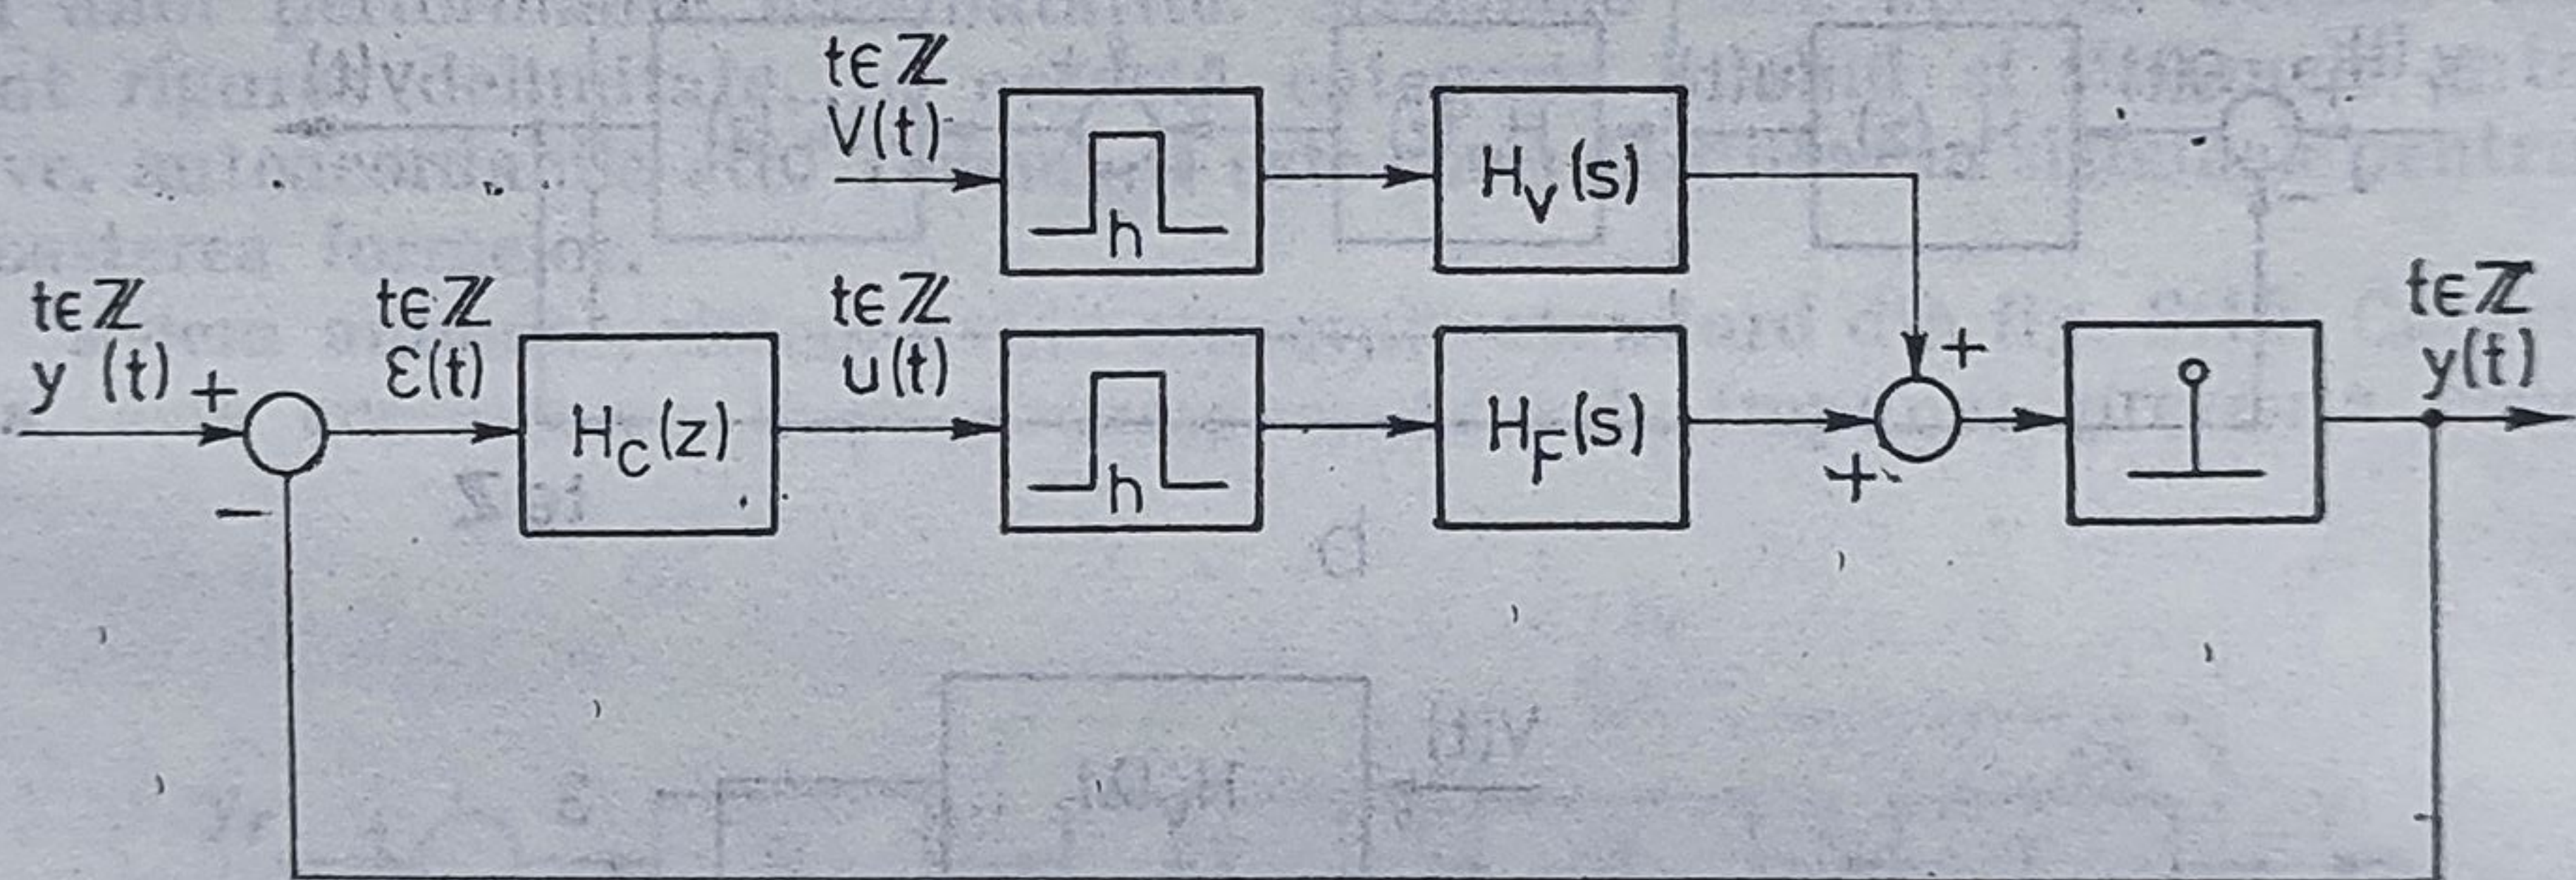 t∈ℤ
V(t)
h
H_V(s)
t∈ℤ
y (t)
+
−
t∈ℤ
Ɛ(t)
H_C(z)
t∈ℤ
u(t)
h
H_F(s)
+
+
t∈ℤ
y(t)